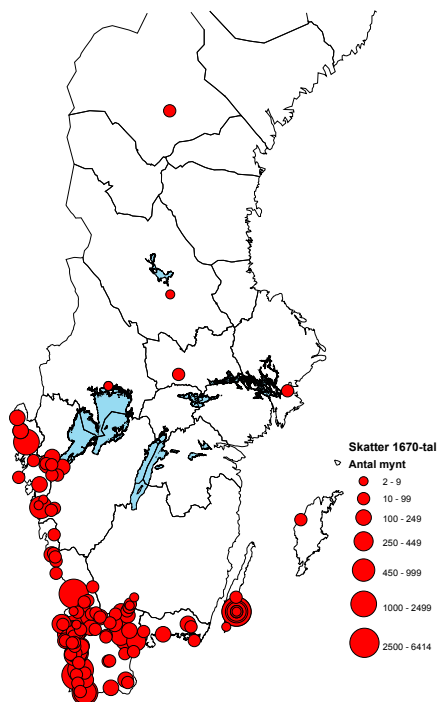 Skatter 1670-tal
Antal mynt
2 - 9
10 - 99
100 - 249
250 - 449
450 - 999
1000 - 2499
2500 - 6414